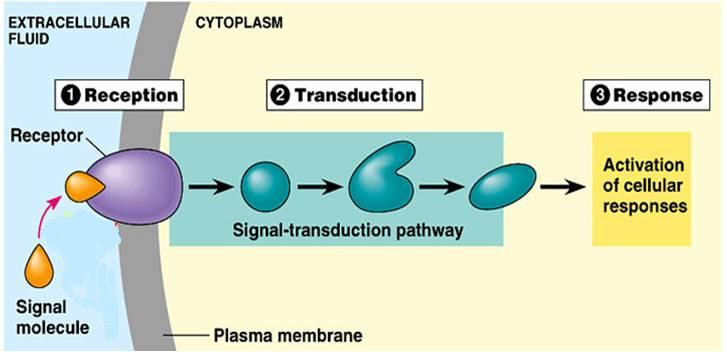 EXTRACELLULAR
FLUID
CYTOPLASM
1 Reception
2 Transduction
3 Response
Receptor
Activation
of cellular
responses
Signal-transduction pathway
Signal
molecule
Plasma membrane